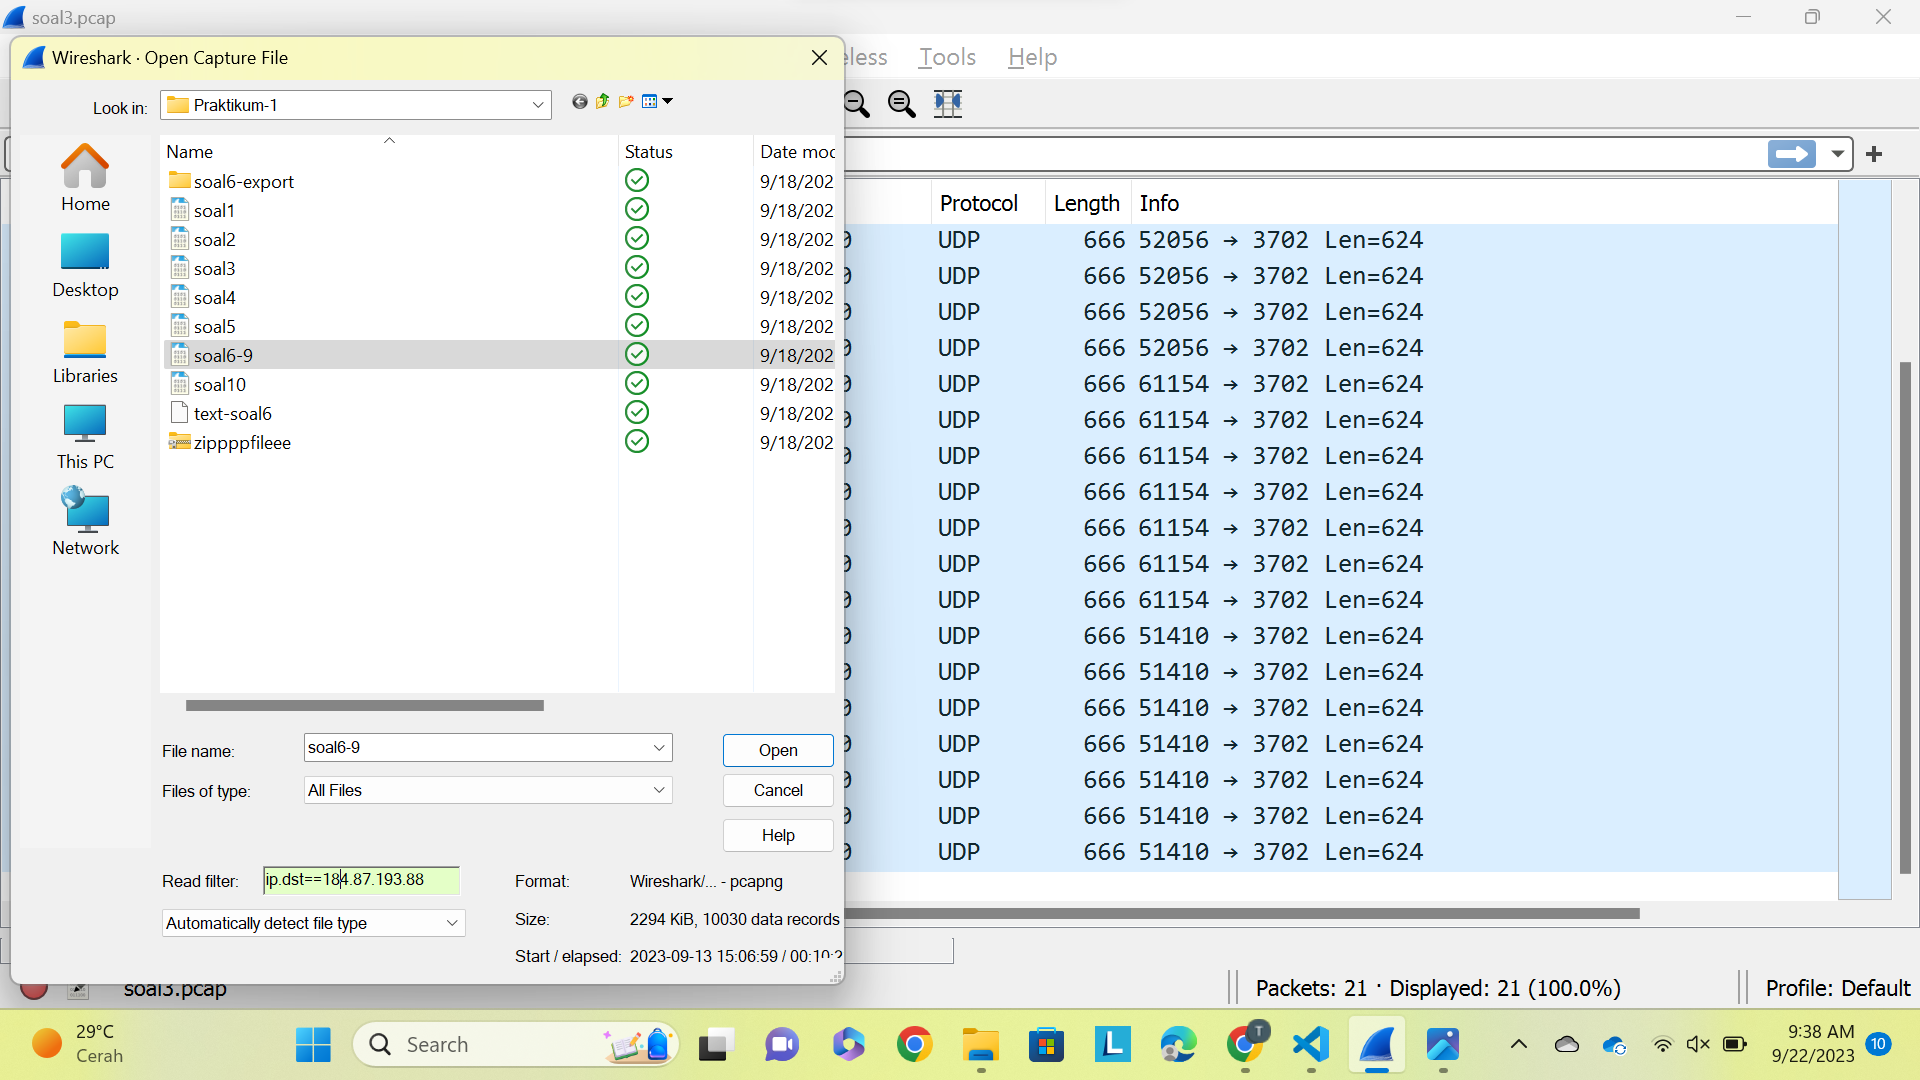 soal3.pcap
Wireshark · Open Capture File
eless Tools Help
Look in: Praktikum-1
Name Status Date moc
soal6-export 9/18/202
soal1 9/18/202
soal2 9/18/202
soal3 9/18/202
soal4 9/18/202
soal5 9/18/202
soal6-9 9/18/202
soal10 9/18/202
text-soal6 9/18/202
zippppfileee 9/18/202
Home
Desktop
Libraries
This PC
Network
File name: soal6-9 Open
Files of type: All Files Cancel
Help
Read filter: ip.dst==184.87.193.88 Format: Wireshark/... - pcapng
Automatically detect file type Size: 2294 KiB, 10030 data records
Start / elapsed: 2023-09-13 15:06:59 / 00:10:2
Protocol Length Info
UDP 666 52056 → 3702 Len=624
UDP 666 52056 → 3702 Len=624
UDP 666 52056 → 3702 Len=624
UDP 666 52056 → 3702 Len=624
UDP 666 61154 → 3702 Len=624
UDP 666 61154 → 3702 Len=624
UDP 666 61154 → 3702 Len=624
UDP 666 61154 → 3702 Len=624
UDP 666 61154 → 3702 Len=624
UDP 666 61154 → 3702 Len=624
UDP 666 61154 → 3702 Len=624
UDP 666 51410 → 3702 Len=624
UDP 666 51410 → 3702 Len=624
UDP 666 51410 → 3702 Len=624
UDP 666 51410 → 3702 Len=624
UDP 666 51410 → 3702 Len=624
UDP 666 51410 → 3702 Len=624
UDP 666 51410 → 3702 Len=624
soal3.pcap Packets: 21 · Displayed: 21 (100.0%) Profile: Default
29°C
Cerah
Search
L
T
9:38 AM
9/22/2023
10